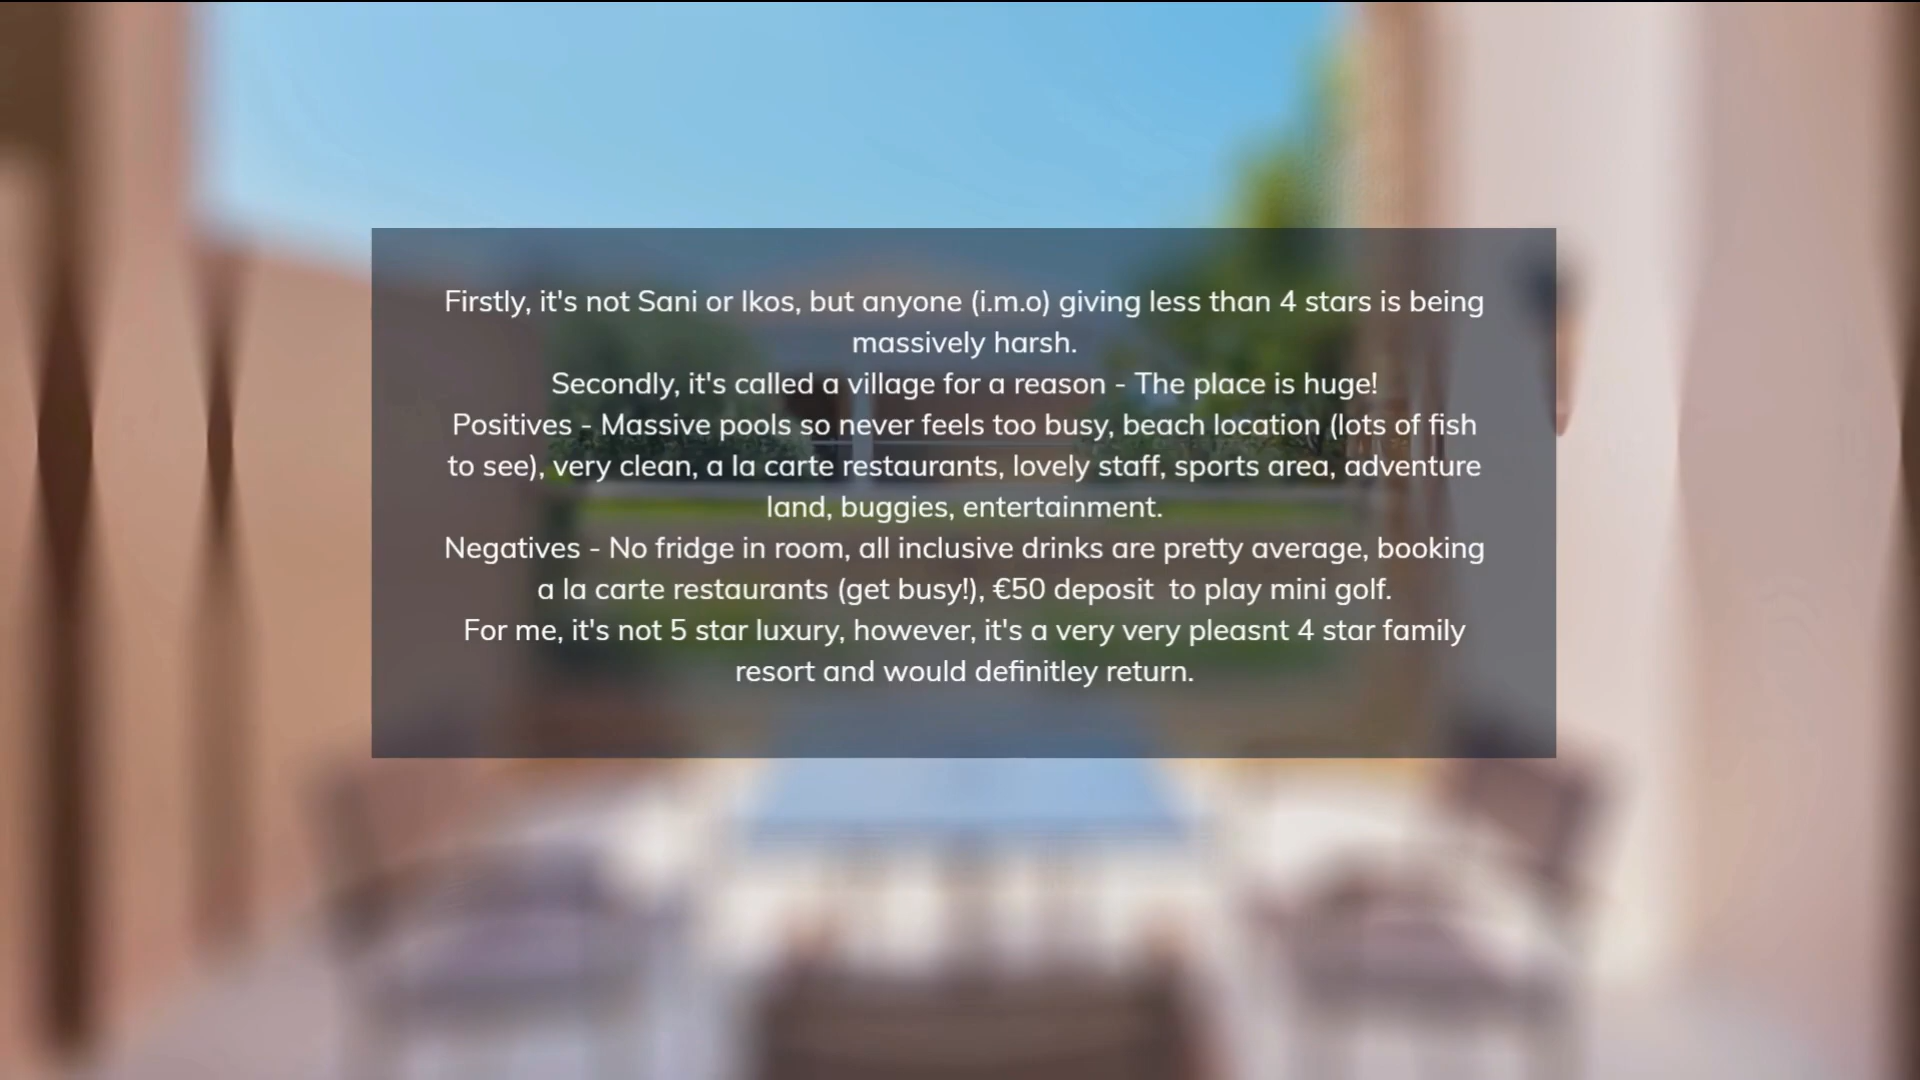 Firstly, it's not Sani or Ikos, but anyone (i.m.o) giving less than 4 stars is being
massively harsh.
Secondly, it's called a village for a reason - The place is huge!
Positives - Massive pools so never feels too busy, beach location (lots of fish
to see), very clean, a la carte restaurants, lovely staff, sports area, adventure
land, buggies, entertainment.
Negatives - No fridge in room, all inclusive drinks are pretty average, booking
a la carte restaurants (get busy!), €50 deposit  to play mini golf.
For me, it's not 5 star luxury, however, it's a very very pleasnt 4 star family
resort and would definitley return.